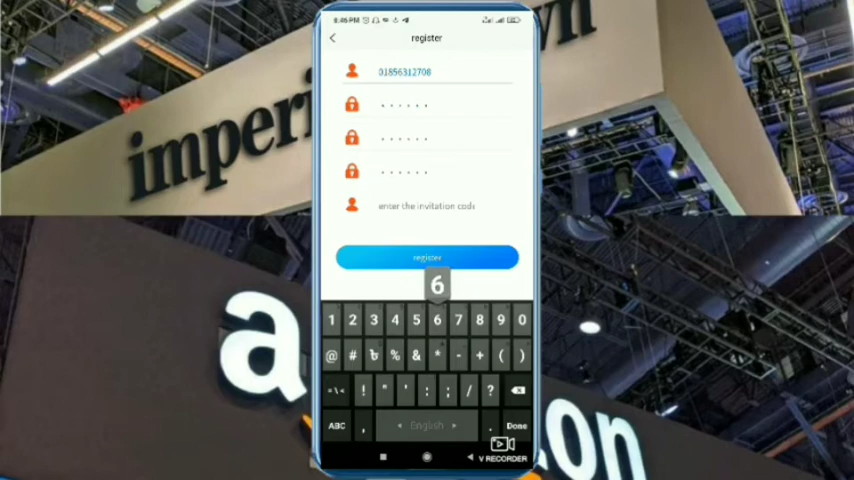 8:46 PM
register
01856312708
enter the invitation code
register
6
1 2 3 4 5 6 7 8 9 0
@ # ৳ % & * - + ( )
= \ < ! " ' : ; / ?
ABC , English . Done
V RECORDER
imperi
wn
a
on